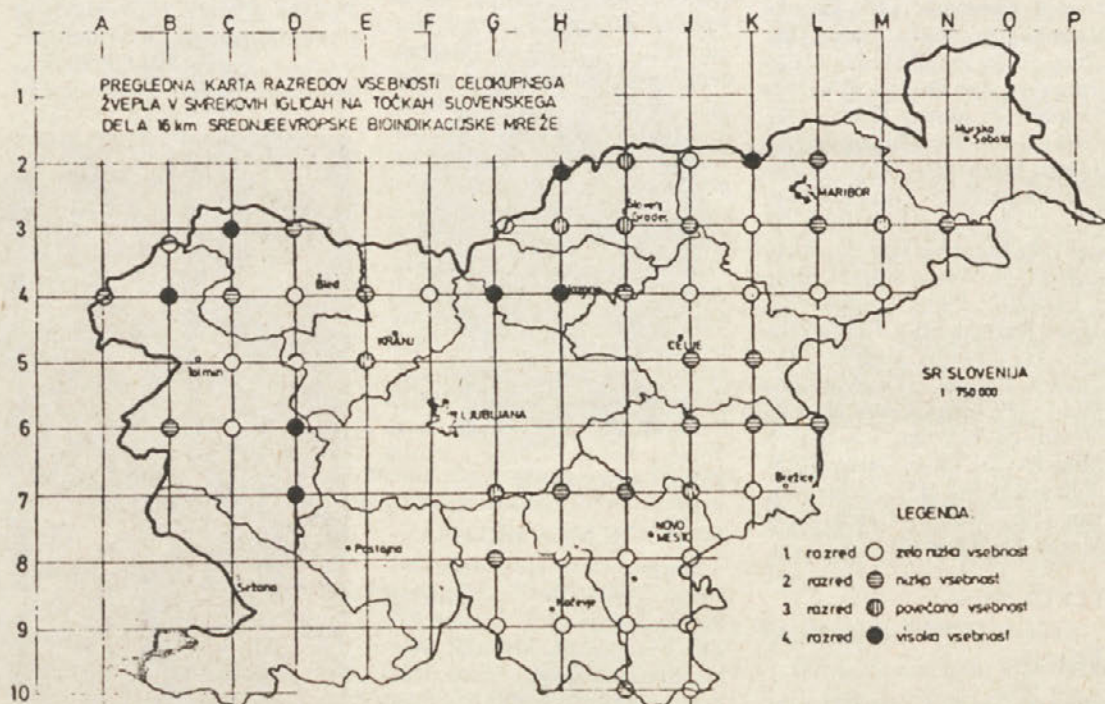 A B C D E F G H I J K L M N O P
PREGLEDNA KARTA RAZREDOV VSEBNOSTI CELOKUPNEGA
ŽVEPLA V SMREKOVIH IGLICAH NA TOČKAH SLOVENSKEGA
DELA 16 km SREDNJEEVROPSKE BIOINDIKACIJSKE MREŽE
1
Murska
Sobota
2
MARIBOR
Slovenj
Gradec
3
Bled
4
KRANJ
CELJE
Tolmin
5
SR SLOVENIJA
1 750 000
LJUBLJANA
6
Brežice
7
LEGENDA:
NOVO
MESTO
Postojna
1 razred zelo nizka vsebnost
8
2 razred nizka vsebnost
Sežana
Kočevje
3 razred povečana vsebnost
9
4 razred visoka vsebnost
10